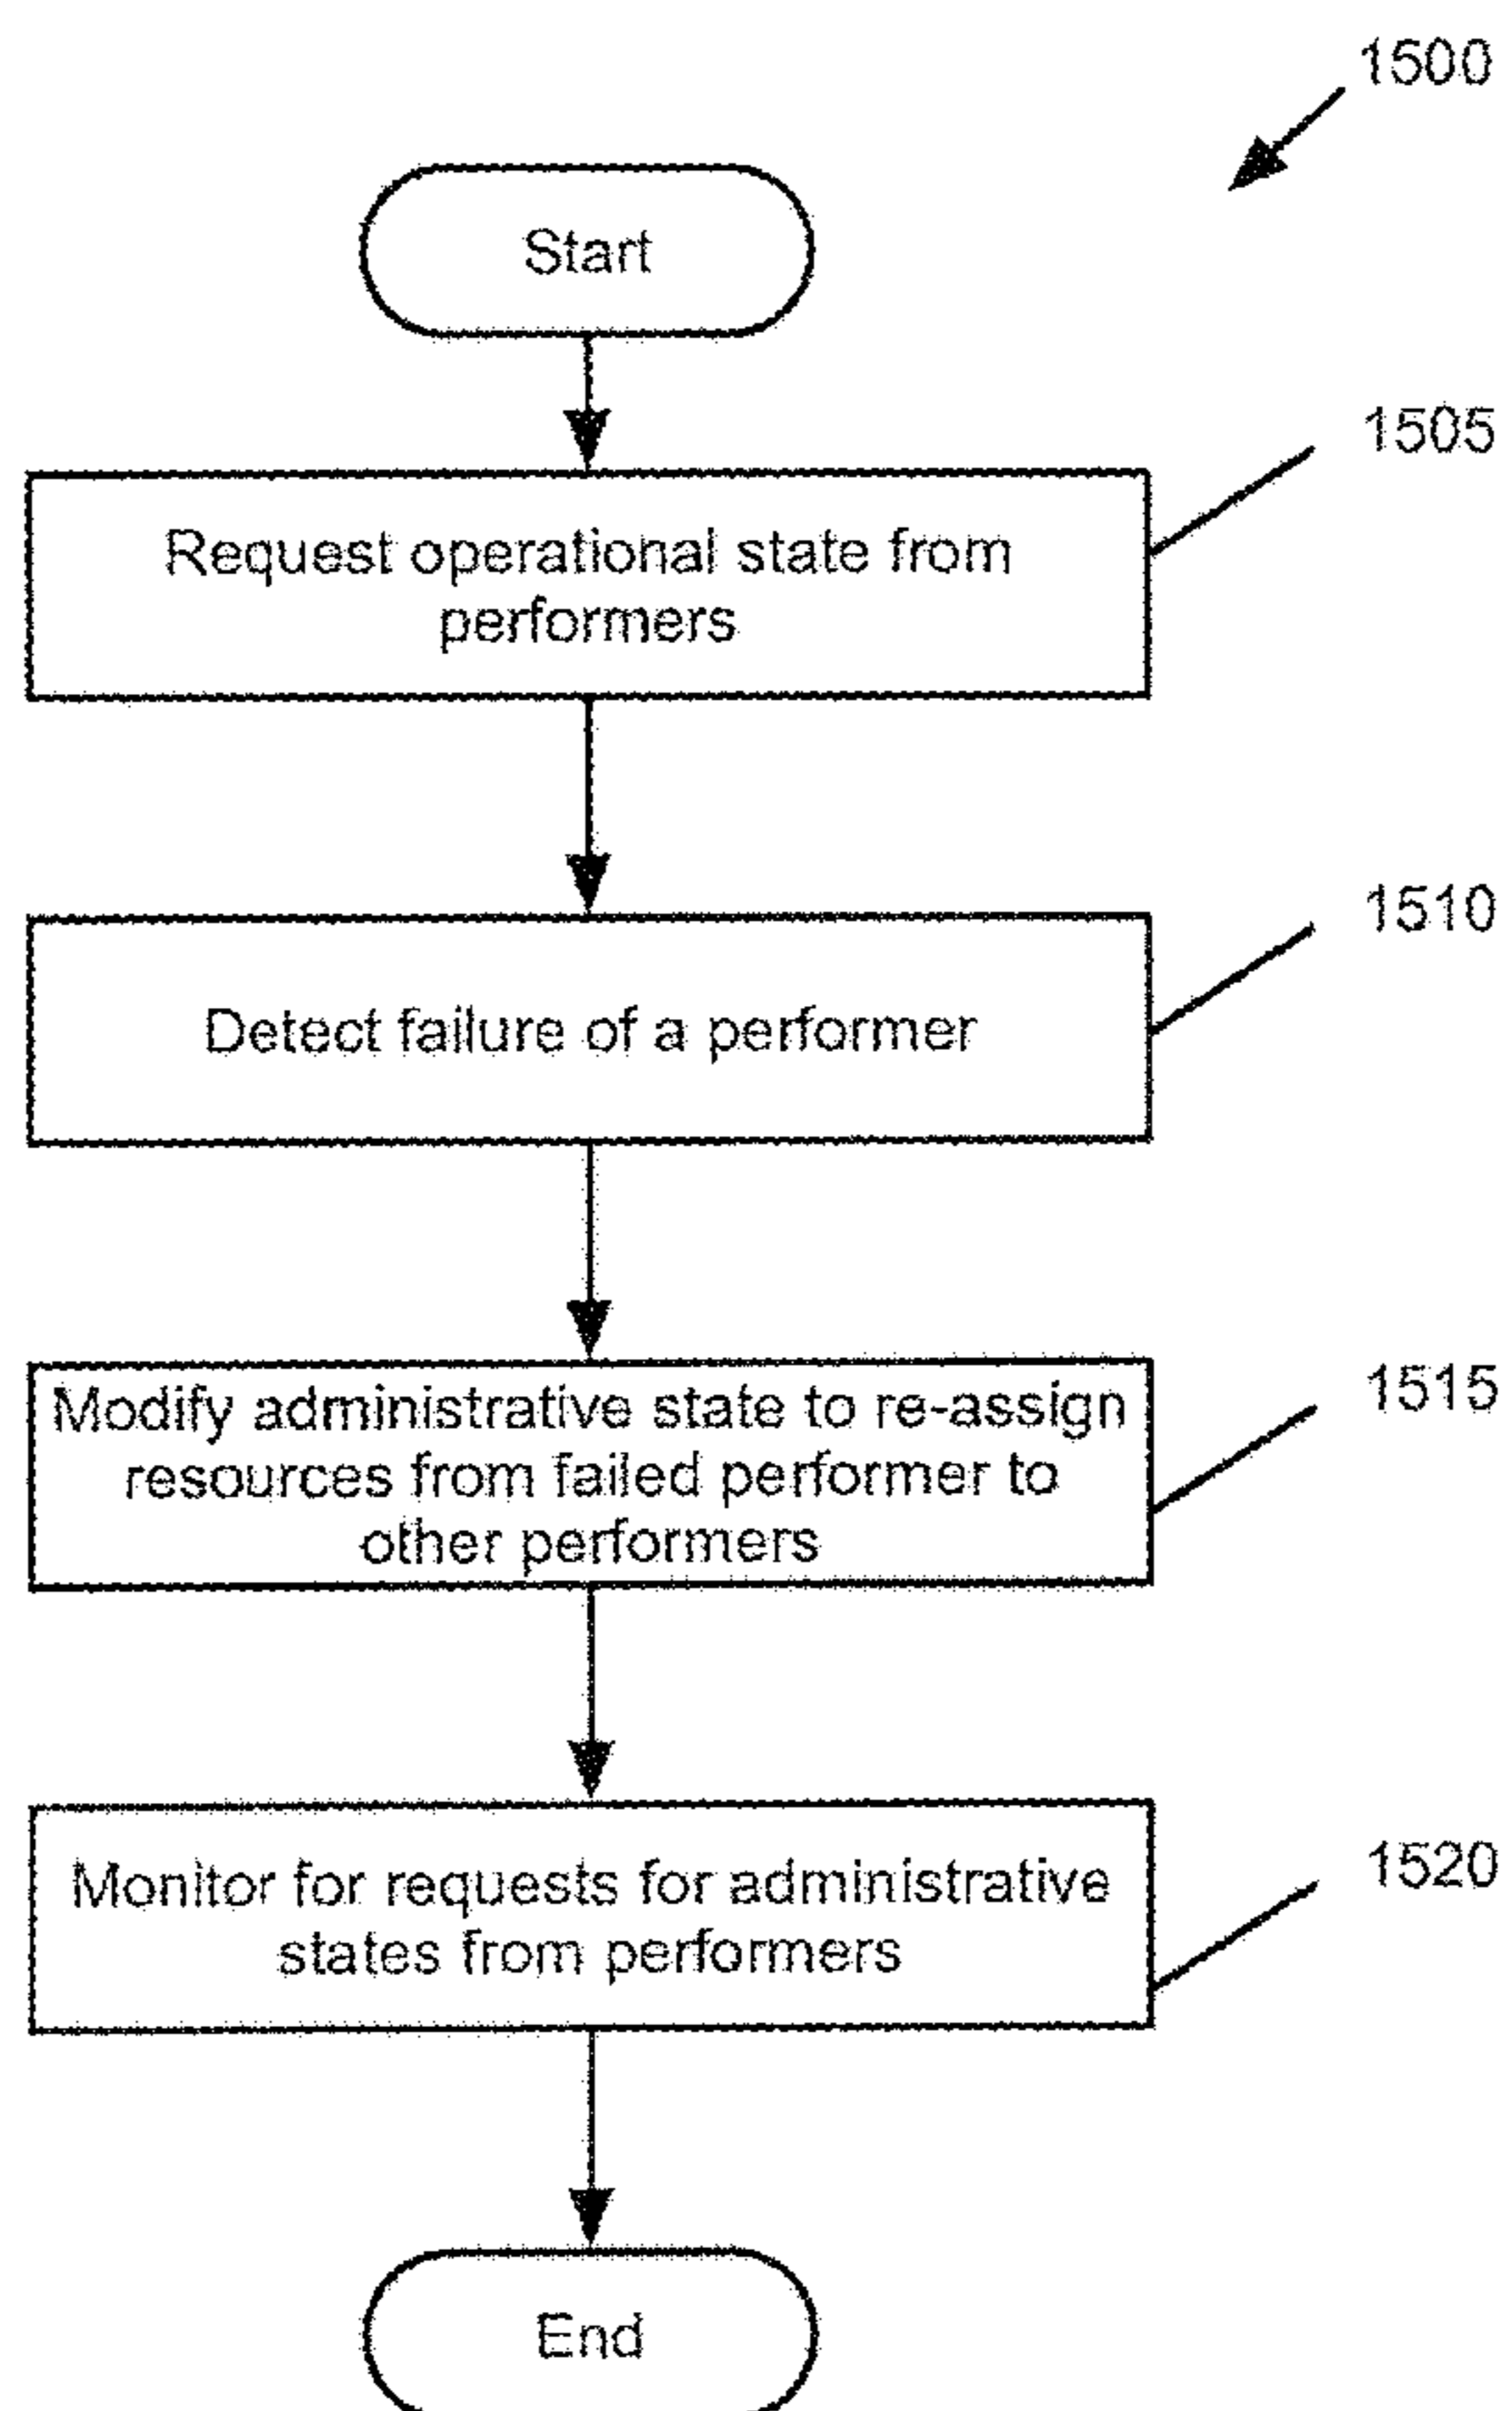 1500
Start
1505
Request operational state from
performers
1510
Detect failure of a performer
1515
Modify administrative state to re-assign
resources from failed performer to
other performers
1520
Monitor for requests for administrative
states from performers
End